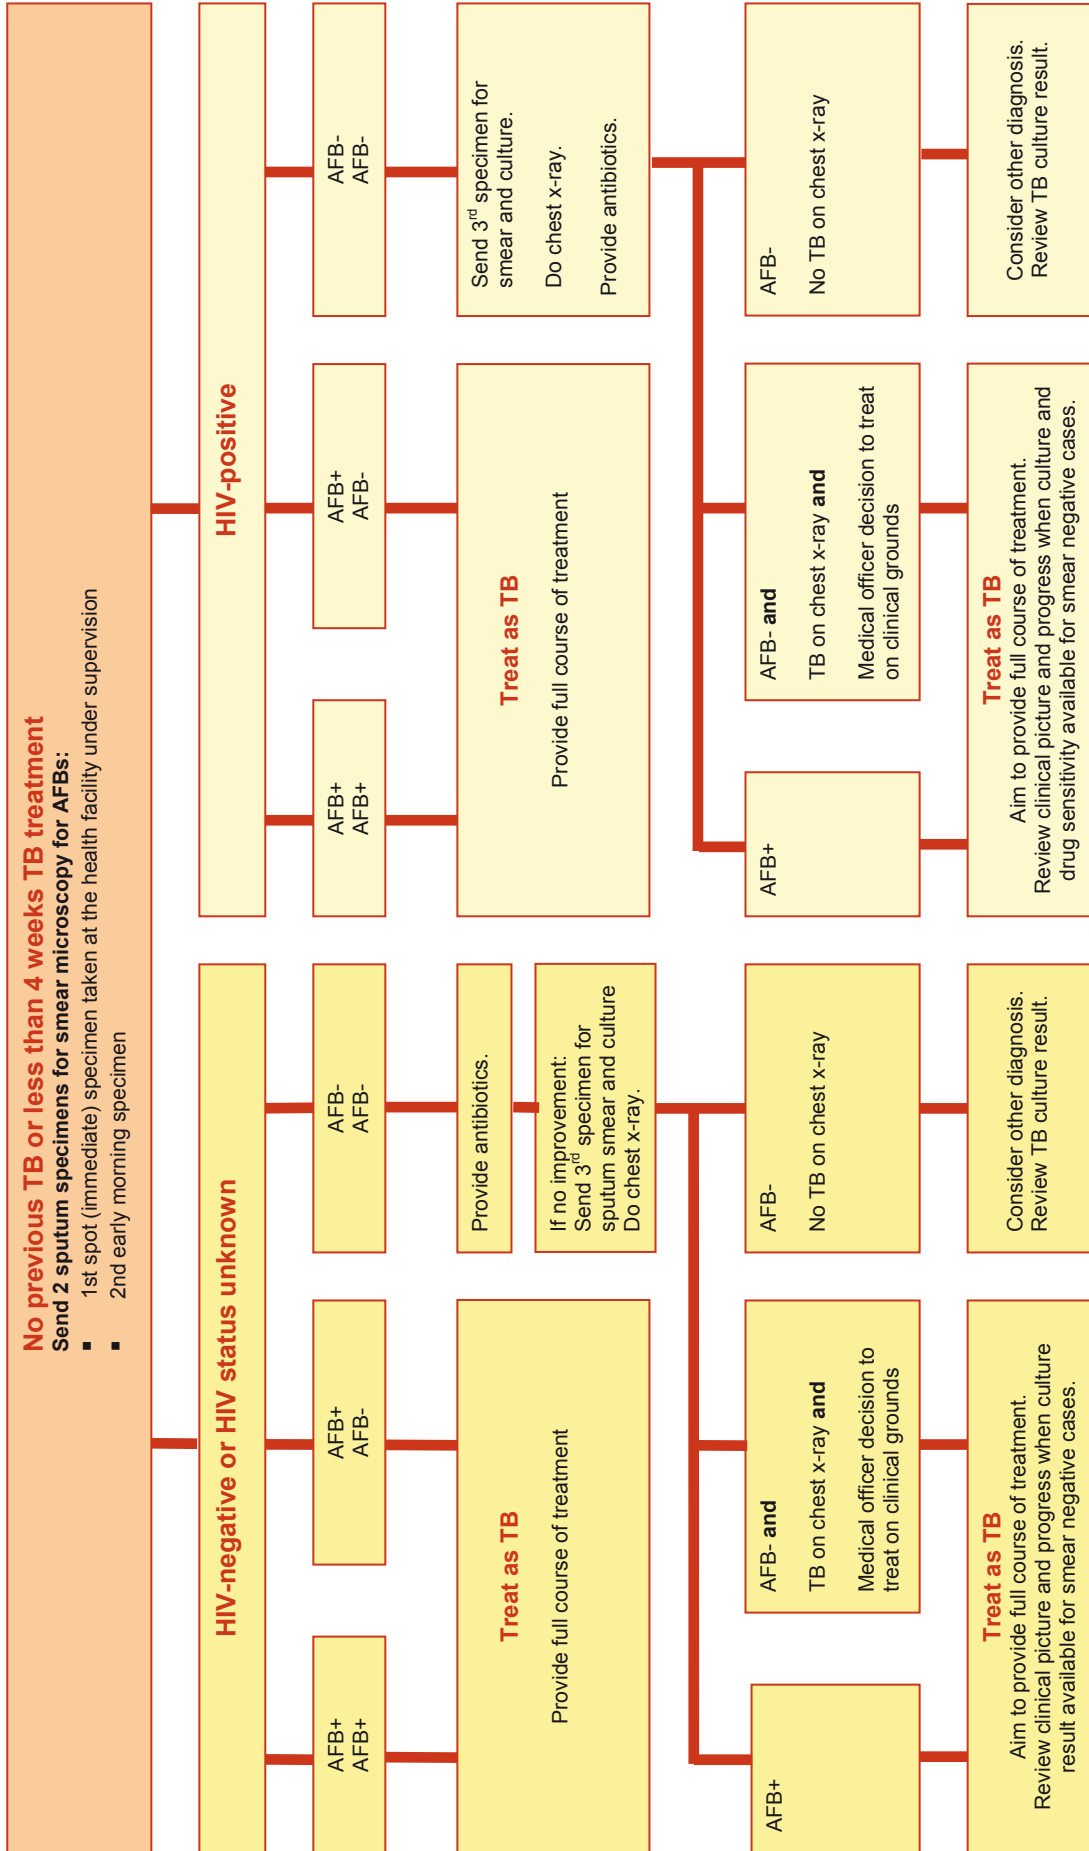 No previous TB or less than 4 weeks TB treatment
Send 2 sputum specimens for smear microscopy for AFBs:
▪ 1st spot (immediate) specimen taken at the health facility under supervision
▪ 2nd early morning specimen
HIV-negative or HIV status unknown
AFB+
AFB+
AFB+
AFB-
AFB-
AFB-
Treat as TB
Provide full course of treatment
Provide antibiotics.
If no improvement:
Send 3rd specimen for
sputum smear and culture
Do chest x-ray.
AFB+
AFB- and
TB on chest x-ray and
Medical officer decision to
treat on clinical grounds
AFB-
No TB on chest x-ray
Treat as TB
Aim to provide full course of treatment.
Review clinical picture and progress when culture
result available for smear negative cases.
Consider other diagnosis.
Review TB culture result.
HIV-positive
AFB+
AFB+
AFB+
AFB-
AFB-
AFB-
Treat as TB
Provide full course of treatment
Send 3rd specimen for
smear and culture.
Do chest x-ray.
Provide antibiotics.
AFB+
AFB- and
TB on chest x-ray and
Medical officer decision to treat
on clinical grounds
AFB-
No TB on chest x-ray
Treat as TB
Aim to provide full course of treatment.
Review clinical picture and progress when culture and
drug sensitivity available for smear negative cases.
Consider other diagnosis.
Review TB culture result.